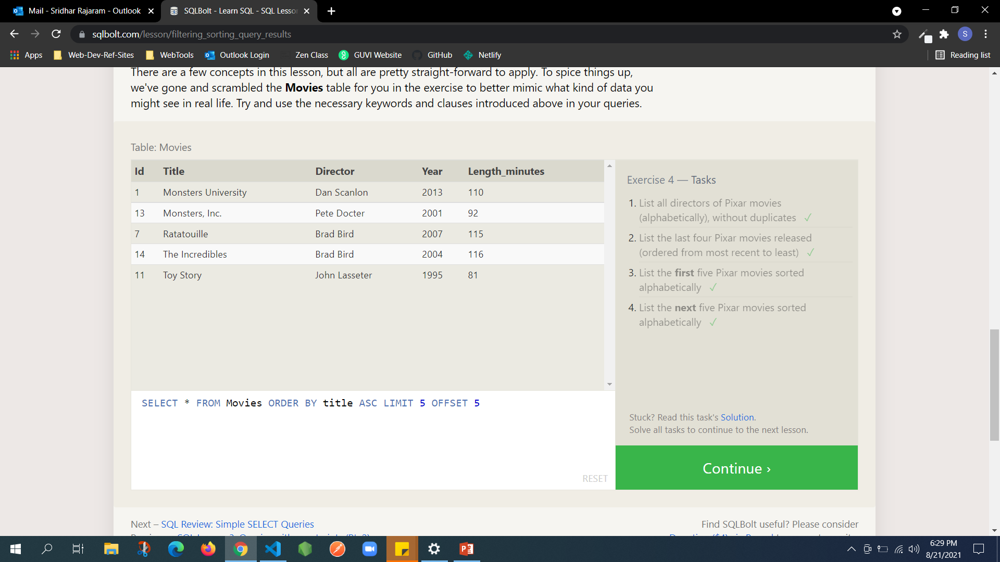 Mail - Sridhar Rajaram - Outlook
SQLBolt - Learn SQL - SQL Lesso
sqlbolt.com/lesson/filtering_sorting_query_results
S
Apps
Web-Dev-Ref-Sites
WebTools
Outlook Login
Zen Class
GUVI Website
GitHub
Netlify
Reading list
There are a few concepts in this lesson, but all are pretty straight-forward to apply. To spice things up,
we've gone and scrambled the Movies table for you in the exercise to better mimic what kind of data you
might see in real life. Try and use the necessary keywords and clauses introduced above in your queries.
Table: Movies
Id Title Director Year Length_minutes
1 Monsters University Dan Scanlon 2013 110
13 Monsters, Inc. Pete Docter 2001 92
7 Ratatouille Brad Bird 2007 115
14 The Incredibles Brad Bird 2004 116
11 Toy Story John Lasseter 1995 81
SELECT * FROM Movies ORDER BY title ASC LIMIT 5 OFFSET 5
RESET
Exercise 4 — Tasks
1. List all directors of Pixar movies
(alphabetically), without duplicates ✓
2. List the last four Pixar movies released
(ordered from most recent to least) ✓
3. List the first five Pixar movies sorted
alphabetically ✓
4. List the next five Pixar movies sorted
alphabetically ✓
Stuck? Read this task's Solution.
Solve all tasks to continue to the next lesson.
Continue ›
Next – SQL Review: Simple SELECT Queries
Find SQLBolt useful? Please consider
6:29 PM
8/21/2021